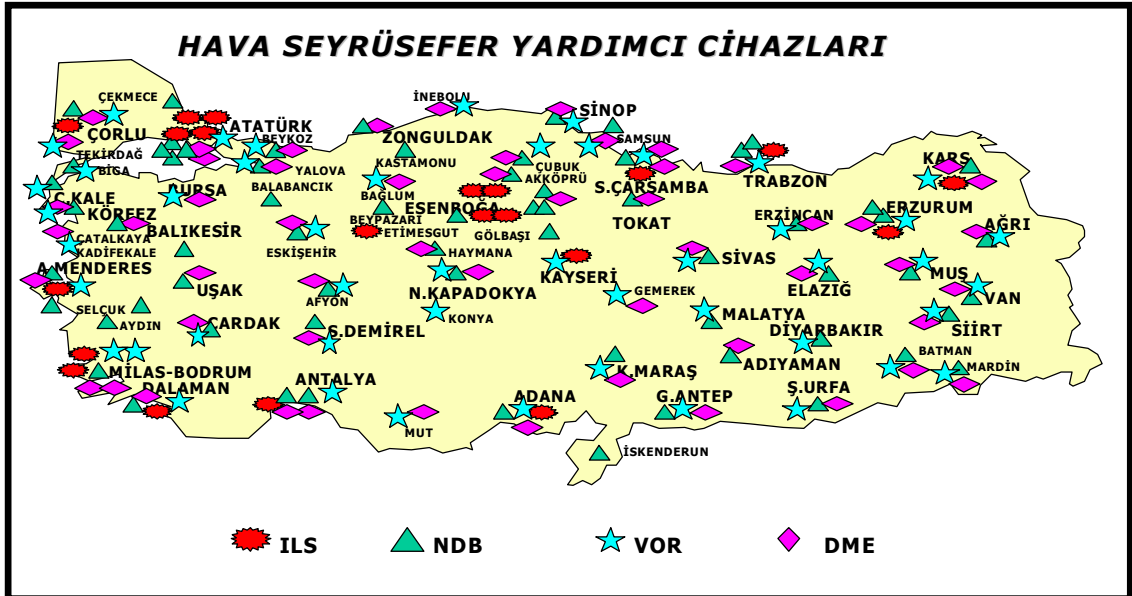 HAVA SEYRÜSEFER YARDIMCI CİHAZLARI
ÇEKMECE
İNEBOLU
SİNOP
ÇORLU
ATATÜRK
BEYKOZ
ZONGULDAK
SAMSUN
TEKİRDAĞ
BİGA
YALOVA
KASTAMONU
ÇUBUK
AKKÖPRÜ
TRABZON
KARS
Ç.KALE
BURSA
BALABANCIK
BAĞLUM
ESENBOĞA
S.ÇARŞAMBA
KÖRFEZ
BALIKESİR
BEYPAZARI
ETİMESGUT
GÖLBAŞI
TOKAT
ERZİNCAN
ERZURUM
AĞRI
CATALKAYA
KADİFEKALE
ESKİŞEHİR
HAYMANA
SİVAS
A.MENDERES
UŞAK
AFYON
N.KAPADOKYA
KAYSERİ
GEMEREK
ELAZIĞ
MUŞ
VAN
SELÇUK
AYDIN
ÇARDAK
S.DEMİREL
KONYA
MALATYA
DİYARBAKIR
SİİRT
MİLAS-BODRUM
DALAMAN
ANTALYA
K.MARAŞ
ADIYAMAN
BATMAN
MARDİN
MUT
ADANA
G.ANTEP
Ş.URFA
İSKENDERUN
ILS
NDB
VOR
DME